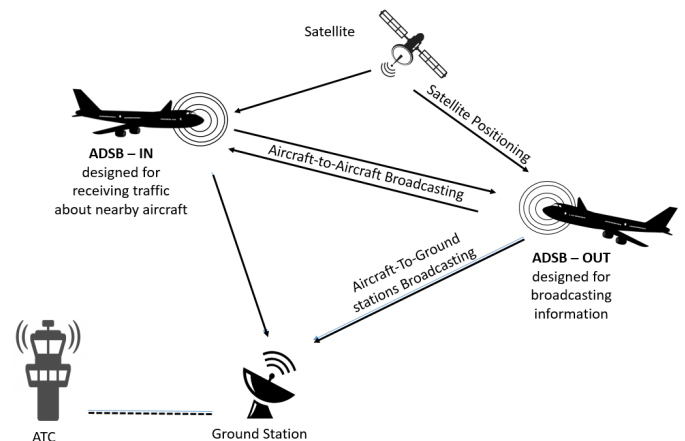 Satellite
Satellite Positioning
ADSB – IN
designed for
receiving traffic
about nearby aircraft
Aircraft-to-Aircraft Broadcasting
ADSB – OUT
designed for
broadcasting
information
Aircraft-To-Ground
stations Broadcasting
ATC
Ground Station